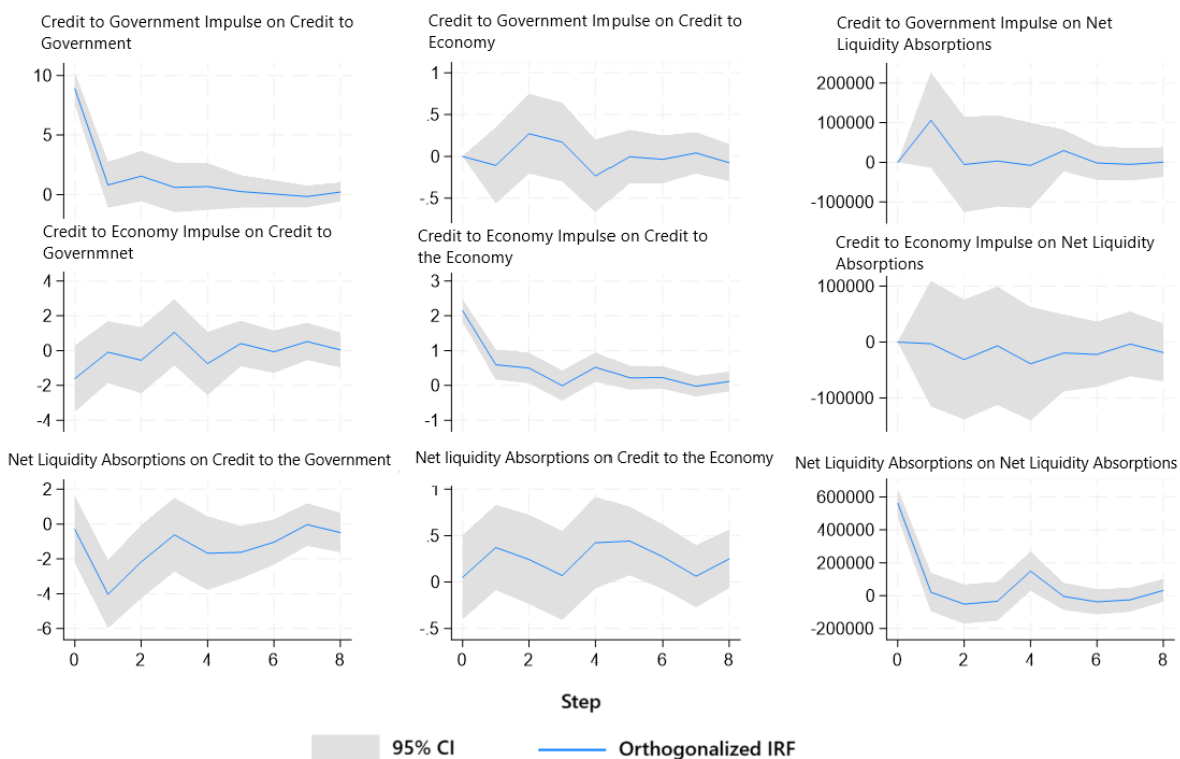 Credit to Government Impulse on Credit to
Government
Credit to Government Impulse on Credit to
Economy
Credit to Government Impulse on Net
Liquidity Absorptions
10
5
0
1
.5
0
-.5
200000
100000
0
-100000
Credit to Economy Impulse on Credit to
Governmnet
Credit to Economy Impulse on Credit to
the Economy
Credit to Economy Impulse on Net Liquidity
Absorptions
4
2
0
-2
-4
3
2
1
0
-1
100000
0
-100000
Net Liquidity Absorptions on Credit to the Government
Net liquidity Absorptions on Credit to the Economy
Net Liquidity Absorptions on Net Liquidity Absorptions
2
0
-2
-4
-6
1
.5
0
-.5
600000
400000
200000
0
-200000
0 2 4 6 8
0 2 4 6 8
0 2 4 6 8
Step
95% CI
Orthogonalized IRF